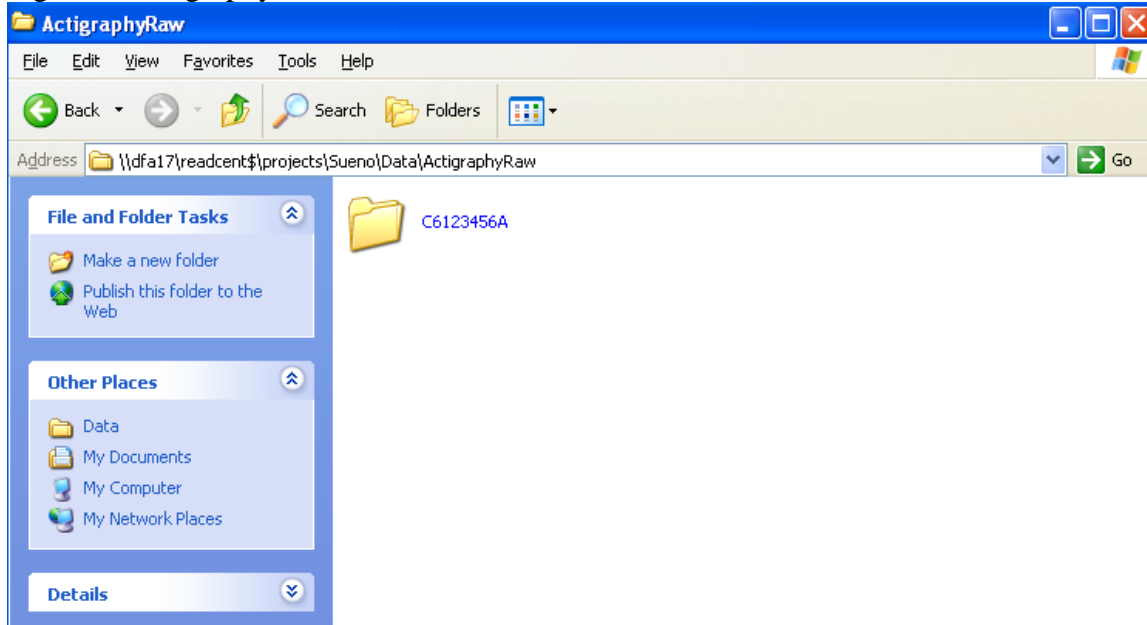 ActigraphyRaw
File Edit View Favorites Tools Help
Back Search Folders
Address \\dfa17\readcent$\projects\Sueno\Data\ActigraphyRaw Go
File and Folder Tasks
Make a new folder
Publish this folder to the
Web
Other Places
Data
My Documents
My Computer
My Network Places
Details
C6123456A